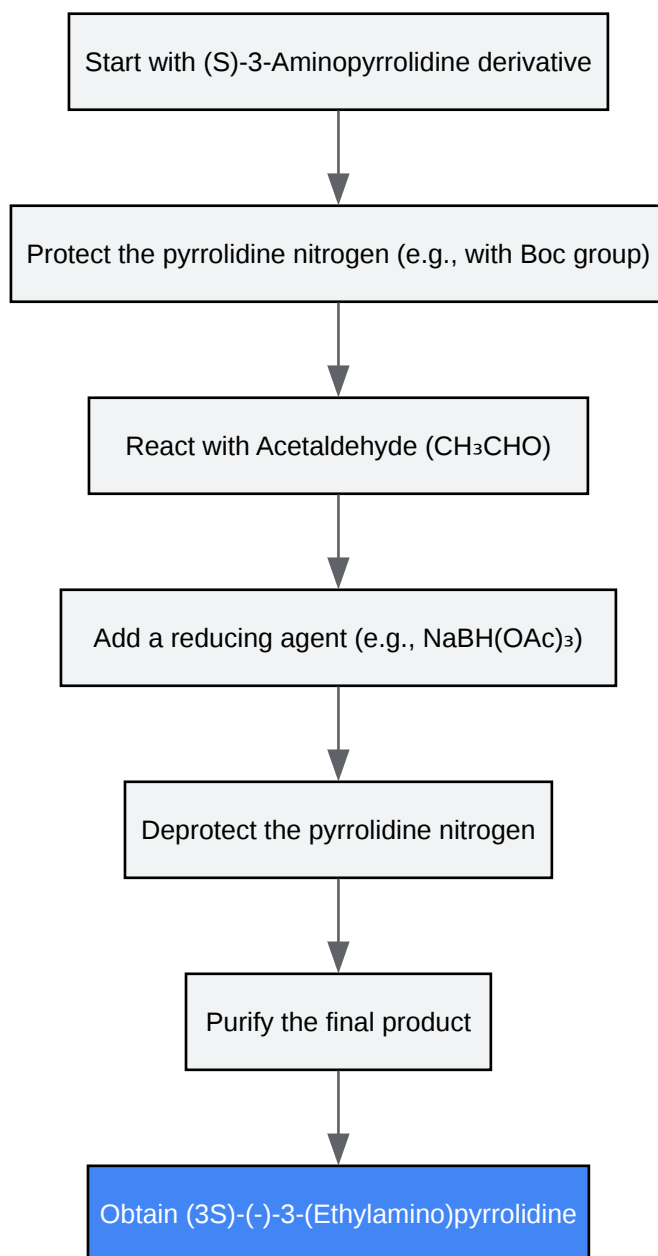 Start with (S)-3-Aminopyrrolidine derivative
Protect the pyrrolidine nitrogen (e.g., with Boc group)
React with Acetaldehyde (CH₃CHO)
Add a reducing agent (e.g., NaBH(OAc)₃)
Deprotect the pyrrolidine nitrogen
Purify the final product
Obtain (3S)-(-)-3-(Ethylamino)pyrrolidine